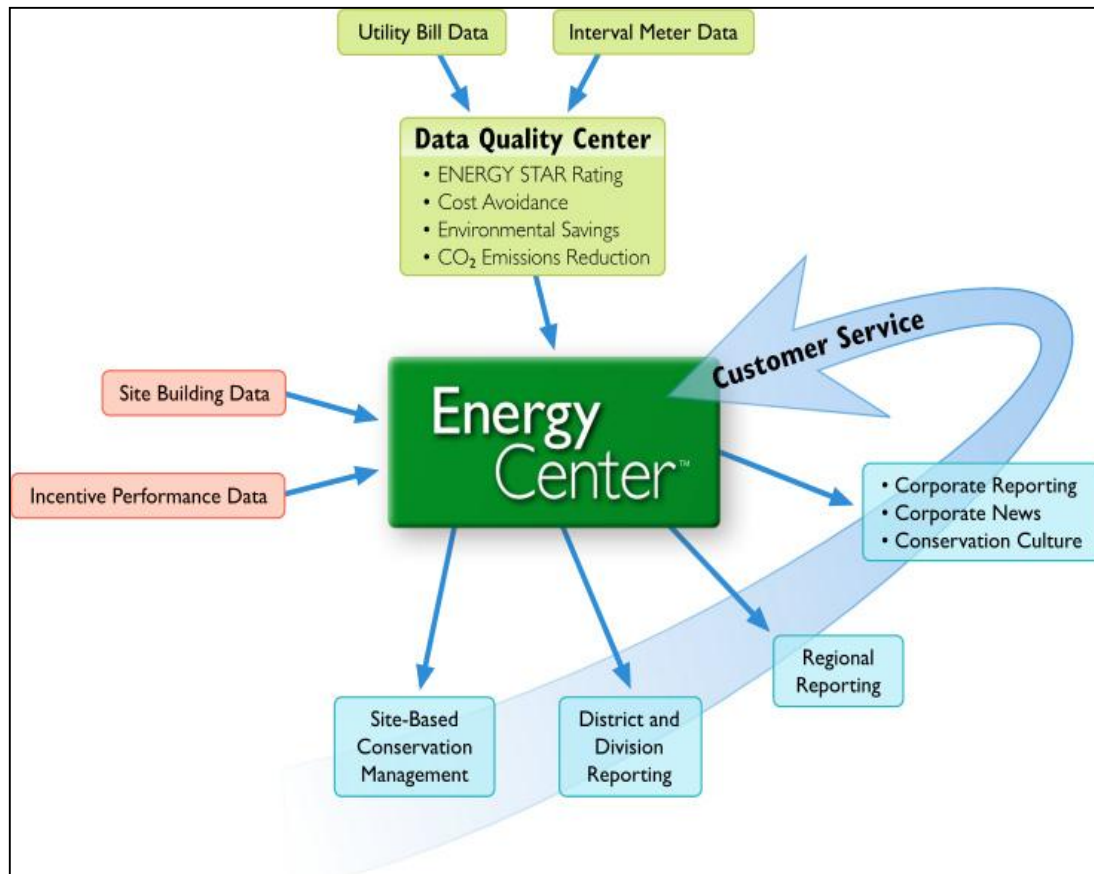 Utility Bill Data
Interval Meter Data
Data Quality Center
• ENERGY STAR Rating
• Cost Avoidance
• Environmental Savings
• CO₂ Emissions Reduction
Customer Service
Site Building Data
Energy
Center™
Incentive Performance Data
• Corporate Reporting
• Corporate News
• Conservation Culture
Regional
Reporting
Site-Based
Conservation
Management
District and
Division
Reporting